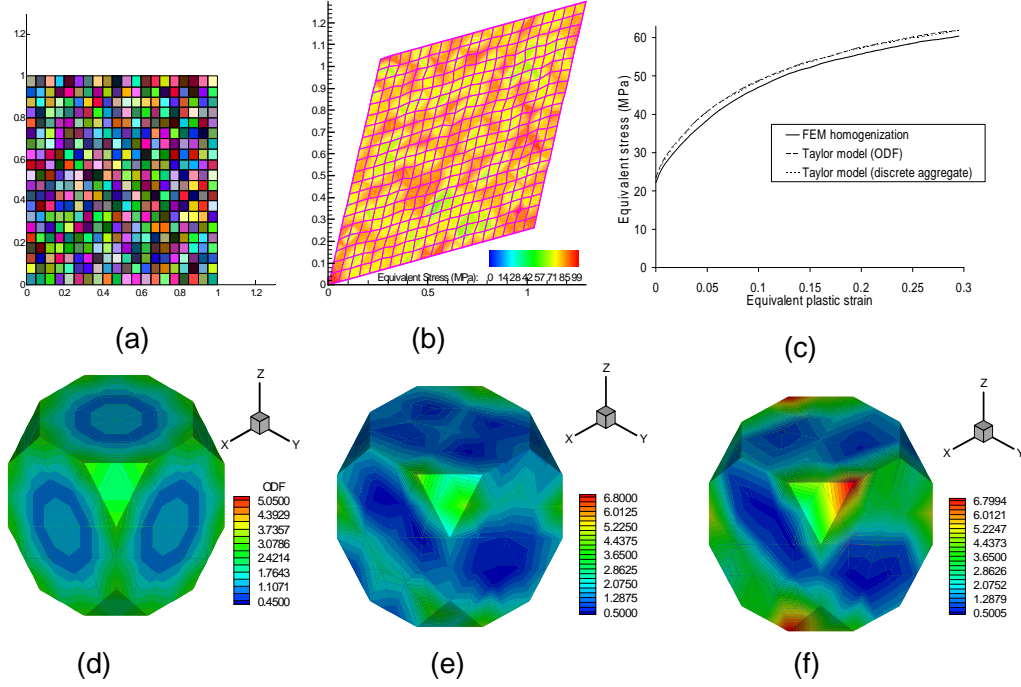 1.2
1
0.8
0.6
0.4
0.2
0
0 0.2 0.4 0.6 0.8 1 1.2
(a)
1.2
1.1
1
0.9
0.8
0.7
0.6
0.5
0.4
0.3
0.2
0.1
0
0.5 1
Equivalent Stress (MPa): 0 14 28 42 57 71 85 99
(b)
Equivalent stress (MPa)
60
50
40
30
20
10
0
FEM homogenization
Taylor model (ODF)
Taylor model (discrete aggregate)
0 0.05 0.1 0.15 0.2 0.25 0.3
Equivalent plastic strain
(c)
Z
X
Y
ODF
5.0500
4.3929
3.7357
3.0786
2.4214
1.7643
1.1071
0.4500
(d)
Z
X
Y
6.8000
6.0125
5.2250
4.4375
3.6500
2.8625
2.0750
1.2875
0.5000
(e)
Z
X
Y
6.7994
6.0121
5.2247
4.4373
3.6500
2.8626
2.0752
1.2879
0.5005
(f)